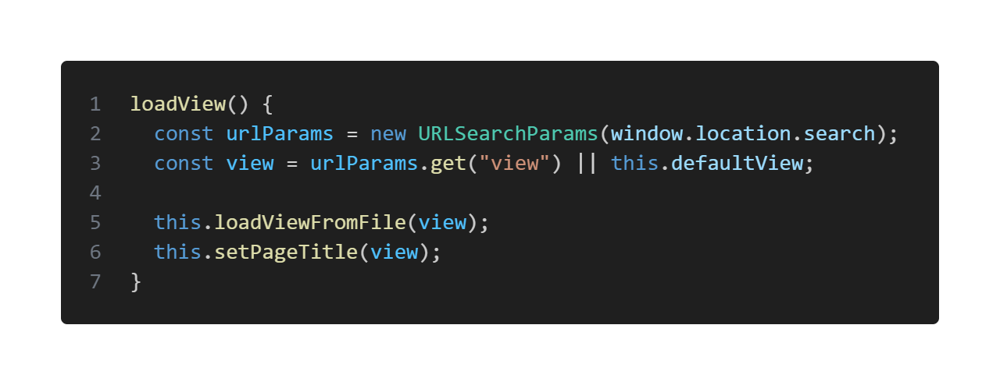 1 loadView() {
2 const urlParams = new URLSearchParams(window.location.search);
3 const view = urlParams.get("view") || this.defaultView;
4
5 this.loadViewFromFile(view);
6 this.setPageTitle(view);
7 }